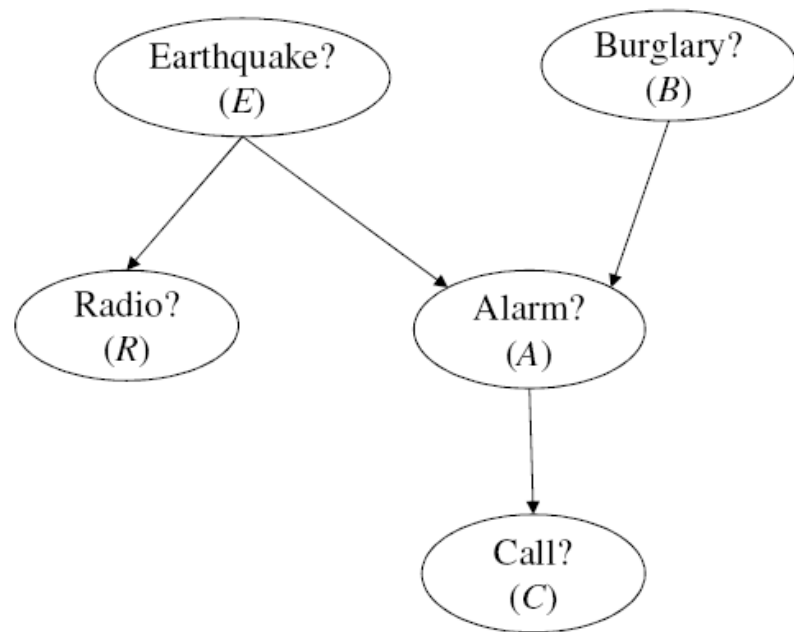 Earthquake?
(E)
Burglary?
(B)
Radio?
(R)
Alarm?
(A)
Call?
(C)